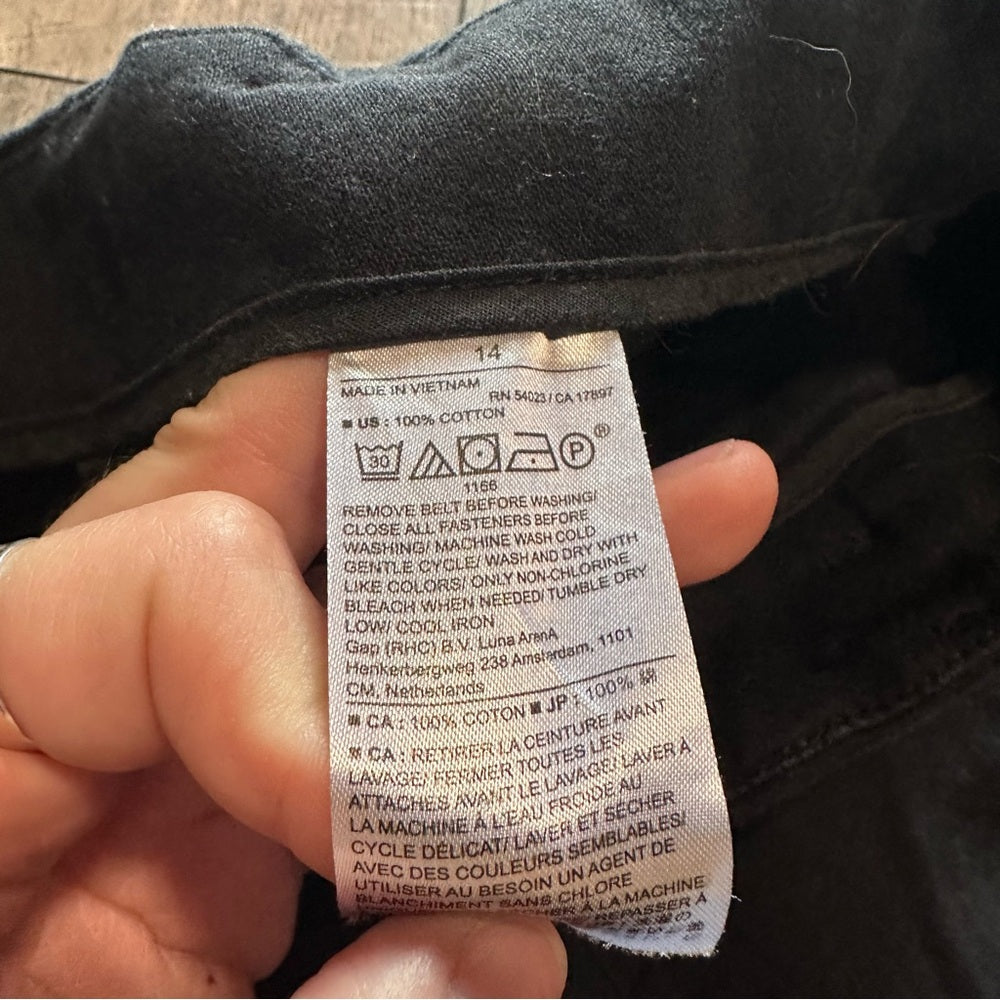 14
MADE IN VIETNAM RN 54023 / CA 17897
■ US : 100% COTTON
30 P ®
1156
REMOVE BELT BEFORE WASHING/
CLOSE ALL FASTENERS BEFORE
WASHING/ MACHINE WASH COLD
GENTLE CYCLE/ WASH AND DRY WITH
LIKE COLORS/ ONLY NON-CHLORINE
BLEACH WHEN NEEDED/ TUMBLE DRY
LOW/ COOL IRON
Gap (RHC) B.V. Luna ArenA
Herikerbergweg 238 Amsterdam, 1101
CM, Netherlands
■ CA : 100% COTON ■ JP : 100% 綿
■ CA : RETIRER LA CEINTURE AVANT
LAVAGE/ FERMER TOUTES LES
ATTACHES AVANT LE LAVAGE/ LAVER À
LA MACHINE À L'EAU FROIDE AU
CYCLE DÉLICAT/ LAVER ET SÉCHER
AVEC DES COULEURS SEMBLABLES/
UTILISER AU BESOIN UN AGENT DE
BLANCHIMENT SANS CHLORE
À LA MACHINE
REPASSER À